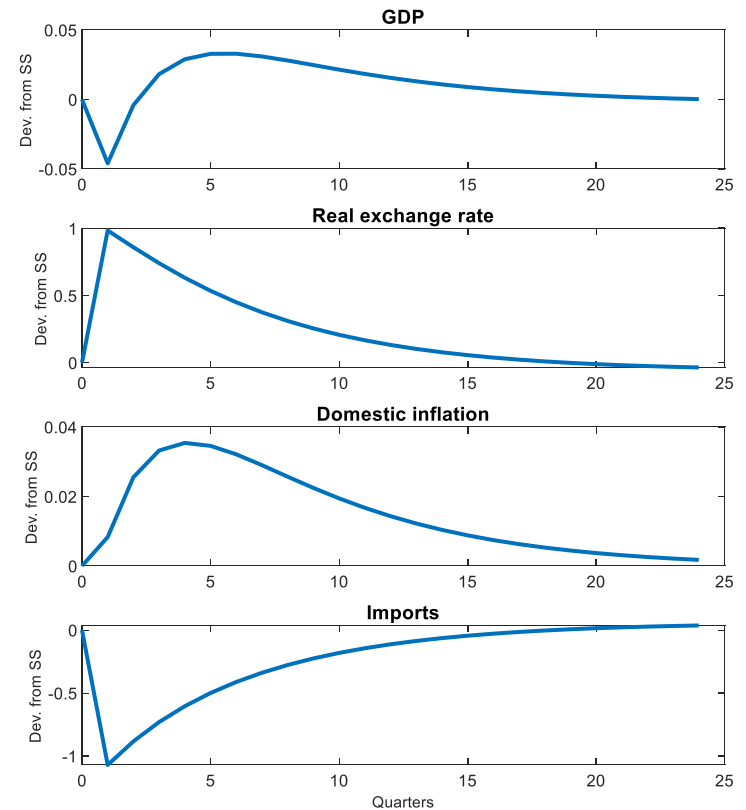 GDP
0.05
0
-0.05
Dev. from SS
0 5 10 15 20 25
Real exchange rate
1
0.5
0
Dev. from SS
0 5 10 15 20 25
Domestic inflation
0.04
0.02
0
Dev. from SS
0 5 10 15 20 25
Imports
0
-0.5
-1
Dev. from SS
0 5 10 15 20 25
Quarters